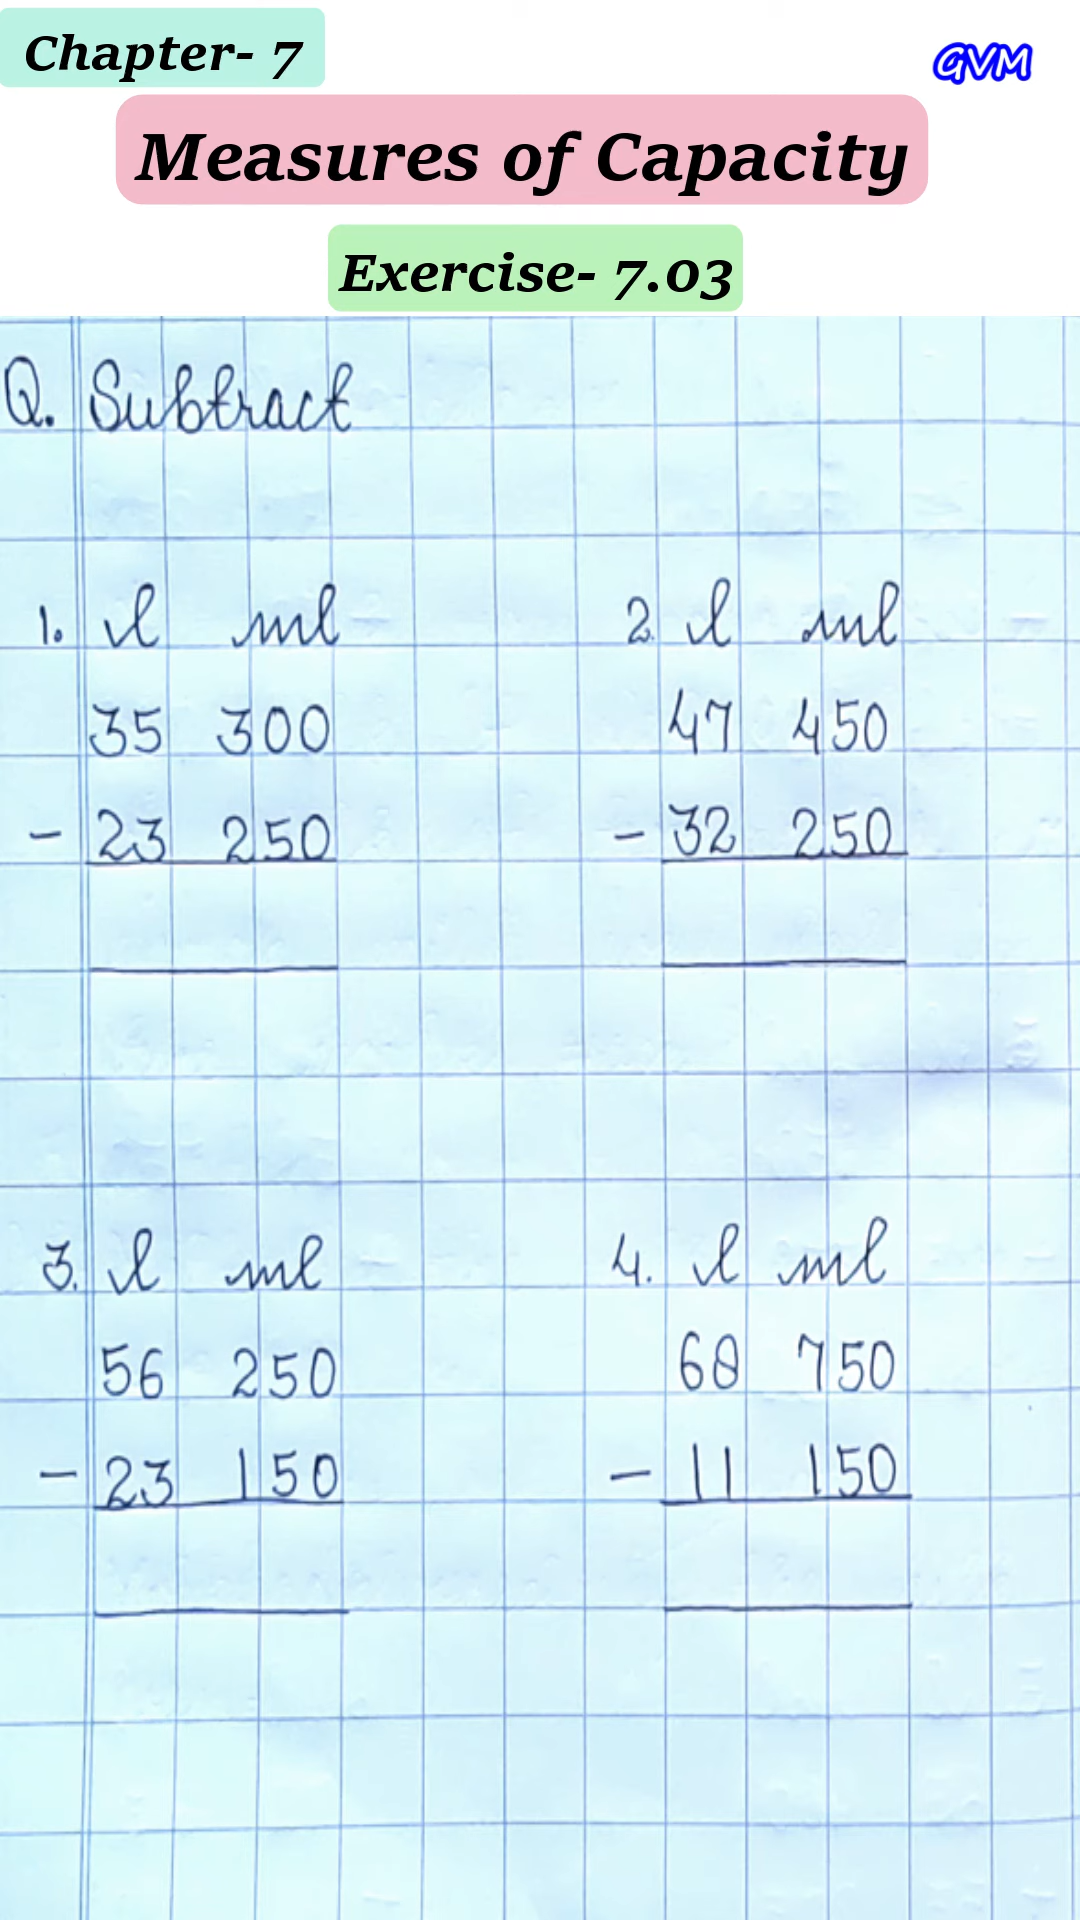 Chapter- 7
GVM
Measures of Capacity
Exercise- 7.03
Q. Subtract
1. l ml 2. l ml
35 300 47 450
- 23 250 - 32 250
3. l ml 4. l ml
56 250 68 750
- 23 150 - 11 150